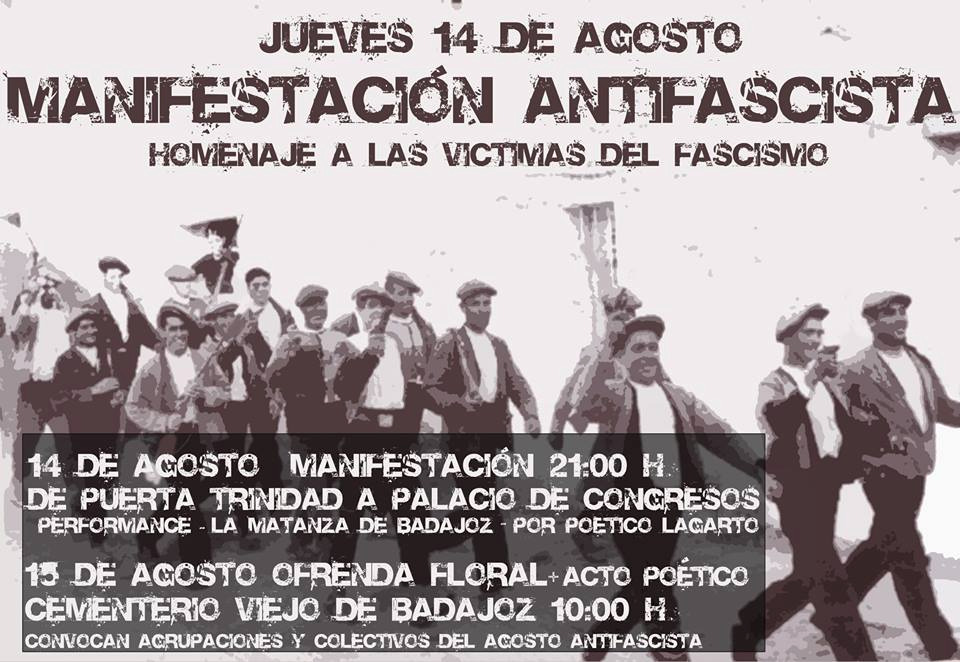 JUEVES 14 DE AGOSTO
MANIFESTACIÓN ANTIFASCISTA
HOMENAJE A LAS VICTIMAS DEL FASCISMO
14 DE AGOSTO MANIFESTACIÓN 21:00 H.
DE PUERTA TRINIDAD A PALACIO DE CONGRESOS
PERFORMANCE - LA MATANZA DE BADAJOZ - POR POETICO LAGARTO
15 DE AGOSTO OFRENDA FLORAL + ACTO POÉTICO
CEMENTERIO VIEJO DE BADAJOZ 10:00 H.
CONVOCAN AGRUPACIONES Y COLECTIVOS DEL AGOSTO ANTIFASCISTA